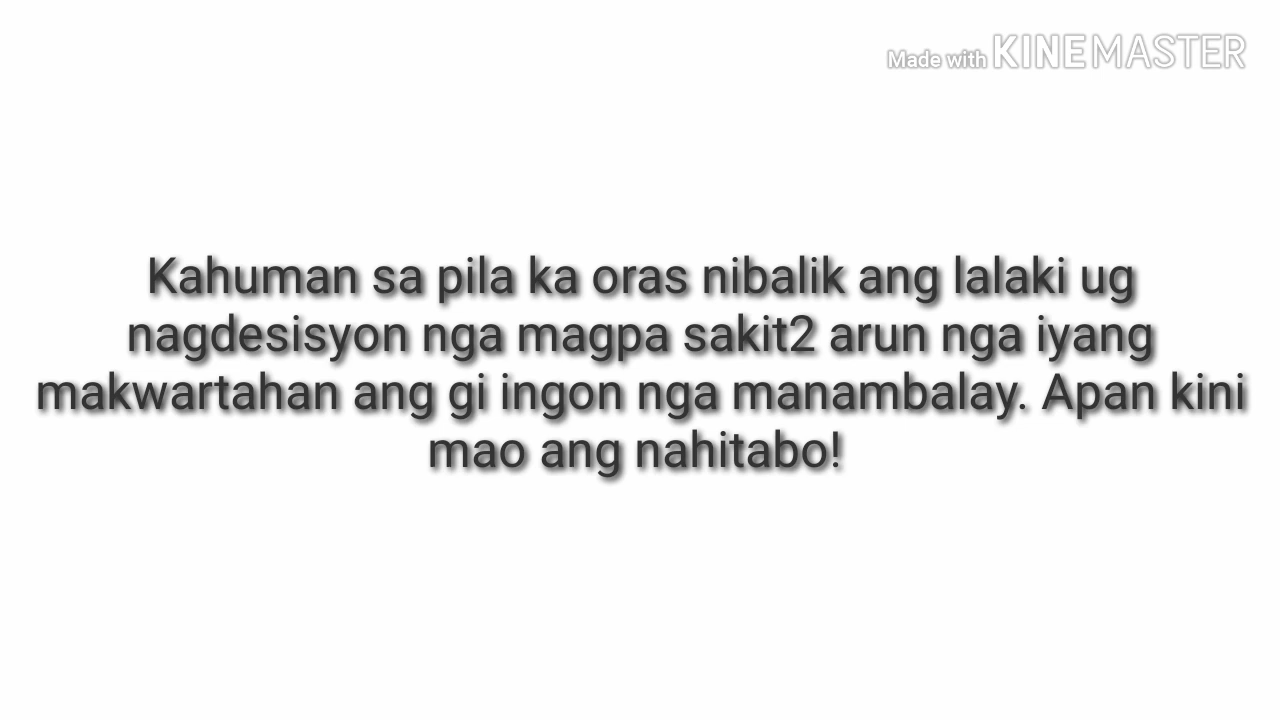 Made with KINEMASTER
Kahuman sa pila ka oras nibalik ang lalaki ug
nagdesisyon nga magpa sakit2 arun nga iyang
makwartahan ang gi ingon nga manambalay. Apan kini
mao ang nahitabo!